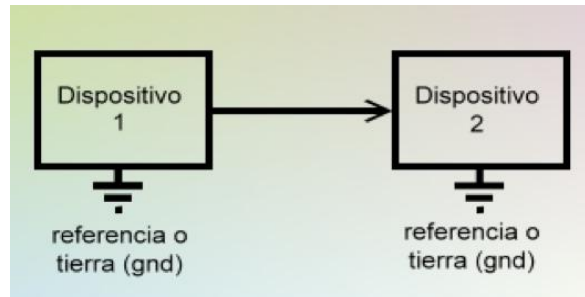 Dispositivo
1
Dispositivo
2
referencia o
tierra (gnd)
referencia o
tierra (gnd)